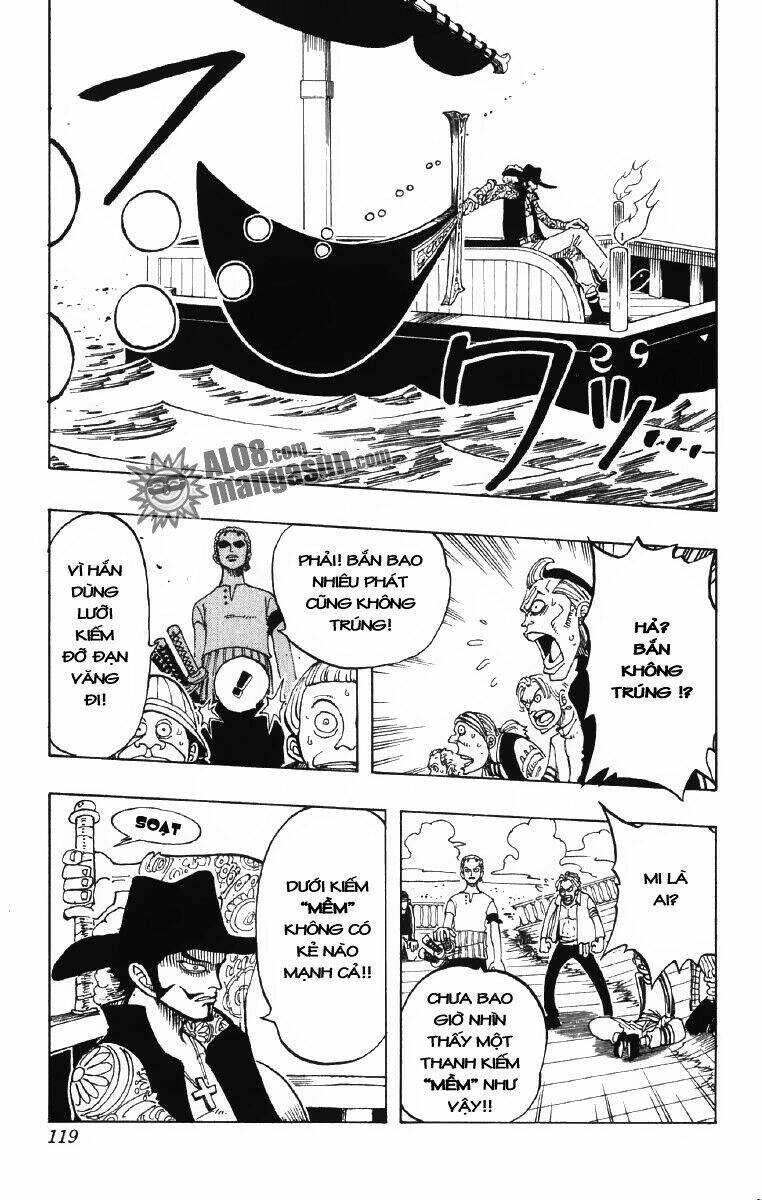 フ
ワッ…
AL08.com
mangasun.com
HẢ?
BẮN
KHÔNG
TRÚNG !?
PHẢI! BẮN BAO
NHIÊU PHÁT
CŨNG KHÔNG
TRÚNG!
VÌ HẮN
DÙNG
LƯỠI
KIẾM
ĐỠ ĐẠN
VĂNG
ĐI!
!
MI LÀ
AI?
CHƯA BAO
GIỜ NHÌN
THẤY MỘT
THANH KIẾM
“MỀM” NHƯ
VẬY!!
DƯỚI KIẾM
“MỀM”
KHÔNG CÓ
KẺ NÀO
MẠNH CẢ!!
SOẠT
119